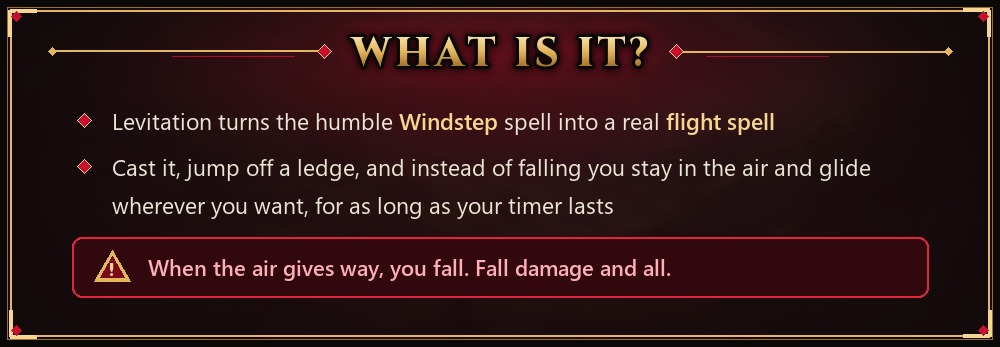 WHAT IS IT?
Levitation turns the humble Windstep spell into a real flight spell
Cast it, jump off a ledge, and instead of falling you stay in the air and glide
wherever you want, for as long as your timer lasts
When the air gives way, you fall. Fall damage and all.